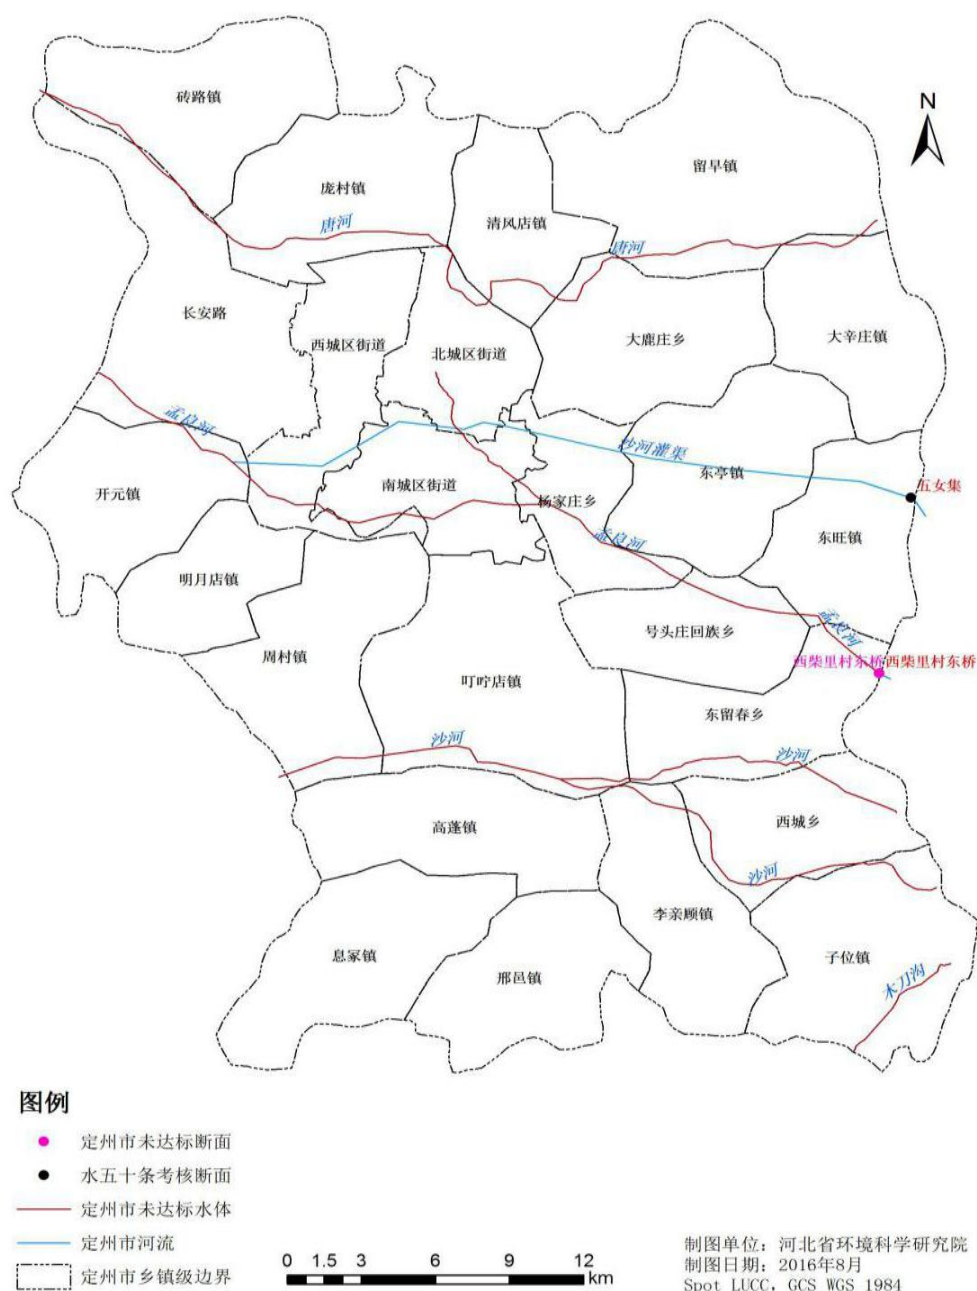 N
砖路镇
留早镇
庞村镇
清风店镇
唐河
唐河
长安路
西城区街道
北城区街道
大鹿庄乡
大辛庄镇
孟良河
沙河灌渠
东亭镇
开元镇
南城区街道
杨家庄乡
五女集
孟良河
东旺镇
明月店镇
号头庄回族乡
孟良河
周村镇
西柴里村东桥
西柴里村东桥
叮咛店镇
东留春乡
沙河
沙河
高蓬镇
西城乡
沙河
李亲顾镇
息冢镇
邢邑镇
子位镇
木刀沟
图例
定州市未达标断面
水五十条考核断面
定州市未达标水体
定州市河流
定州市乡镇级边界
0 1.5 3 6 9 12
km
制图单位：河北省环境科学研究院
制图日期：2016年8月
Spot LUCC, GCS WGS 1984